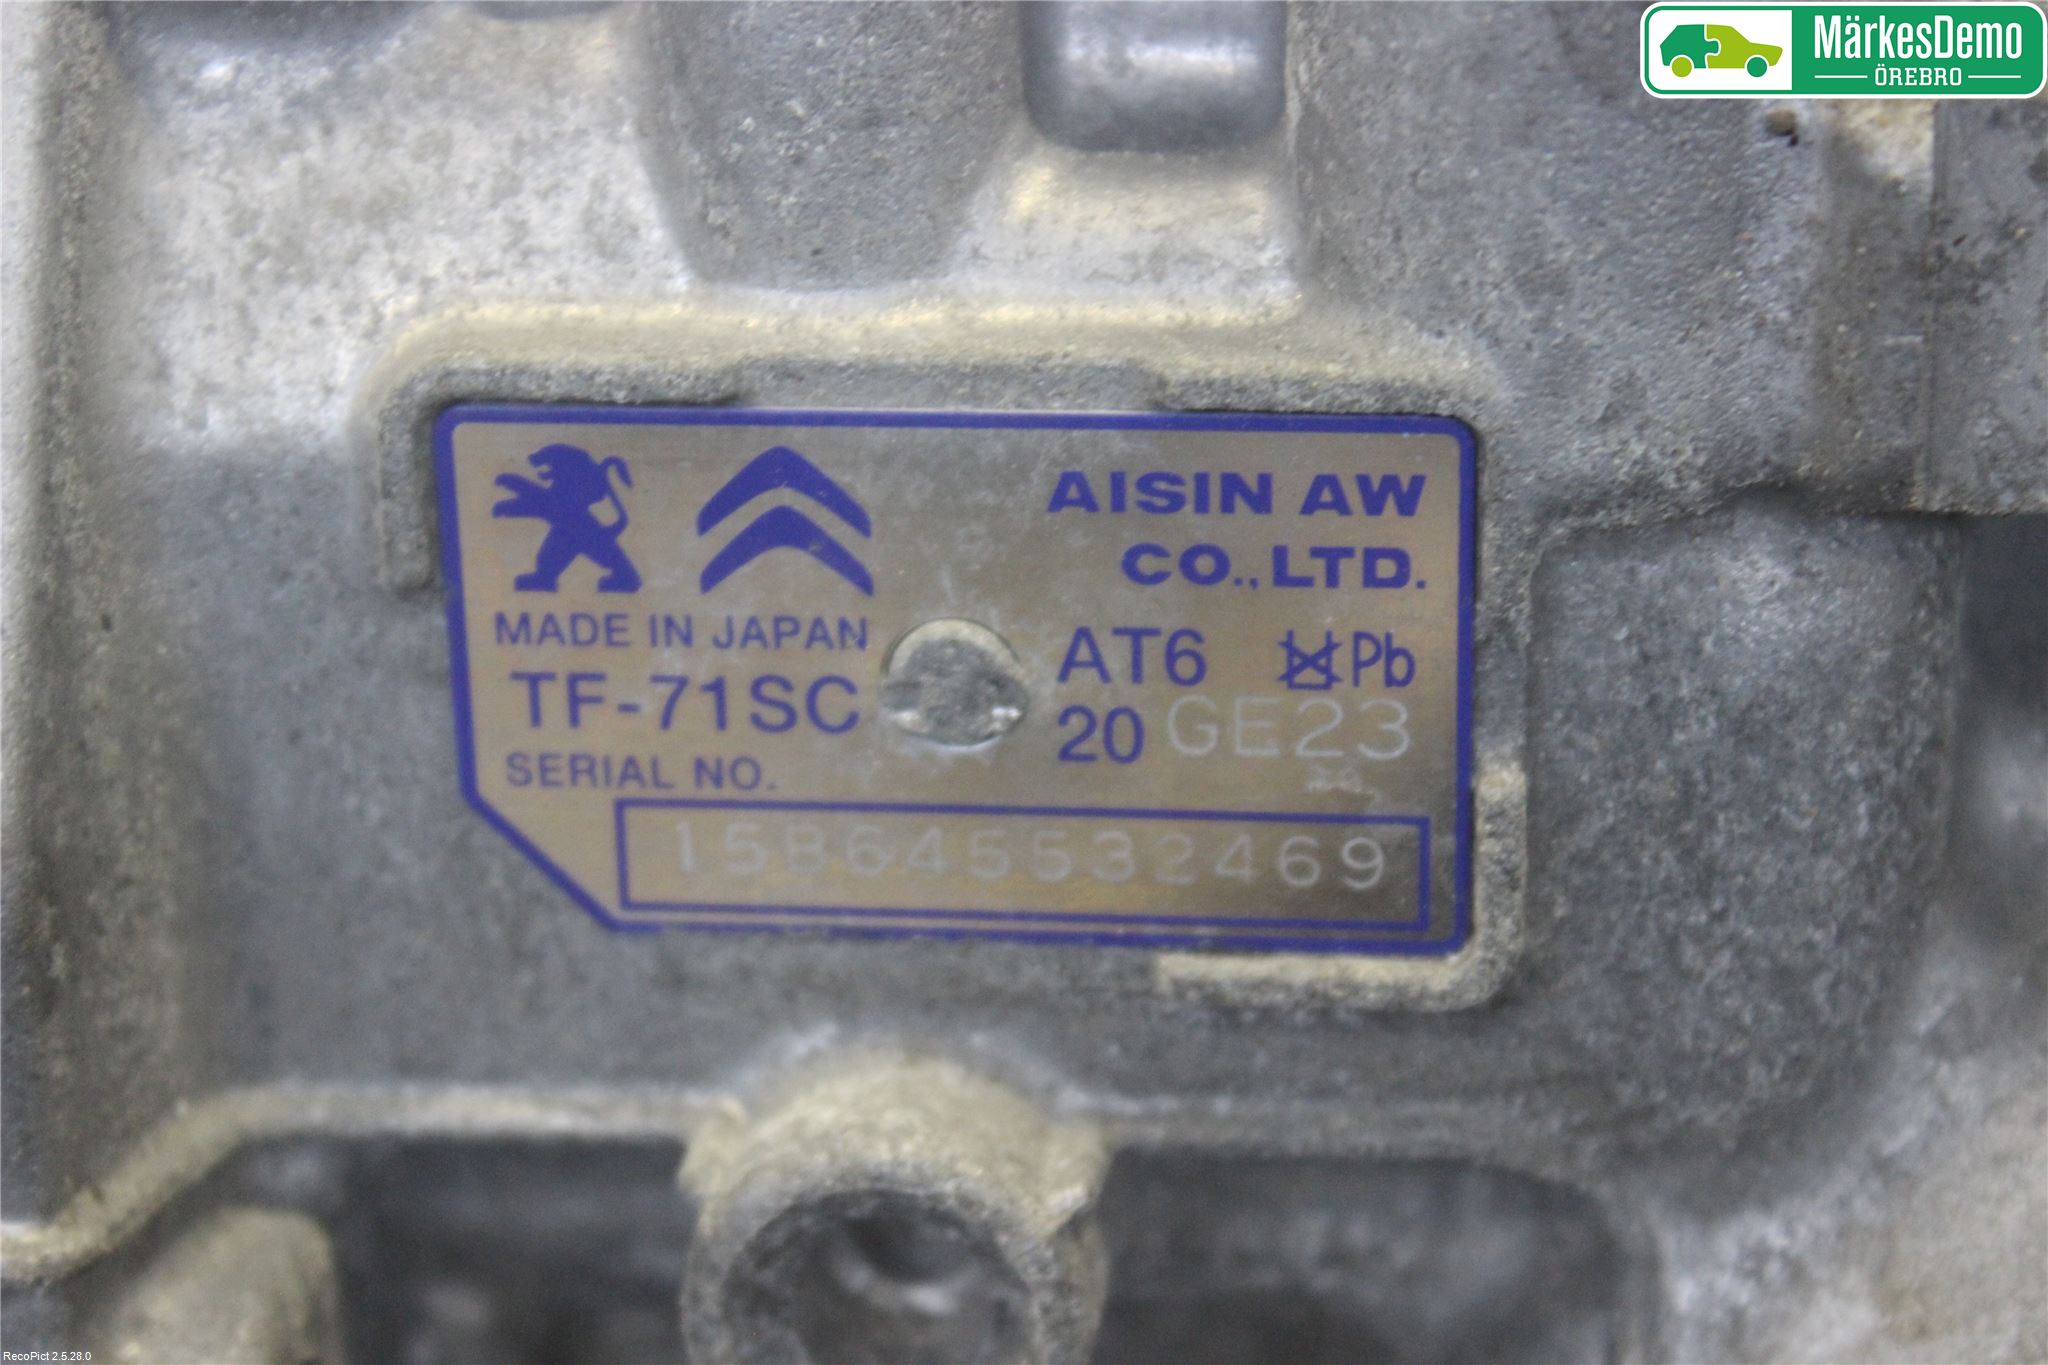 MärkesDemo
ÖREBRO
AISIN AW
CO.,LTD.
MADE IN JAPAN
TF-71SC
AT6 Pb
20 GE23
SERIAL NO.
15B645532469
RecoPict 2.5.28.0